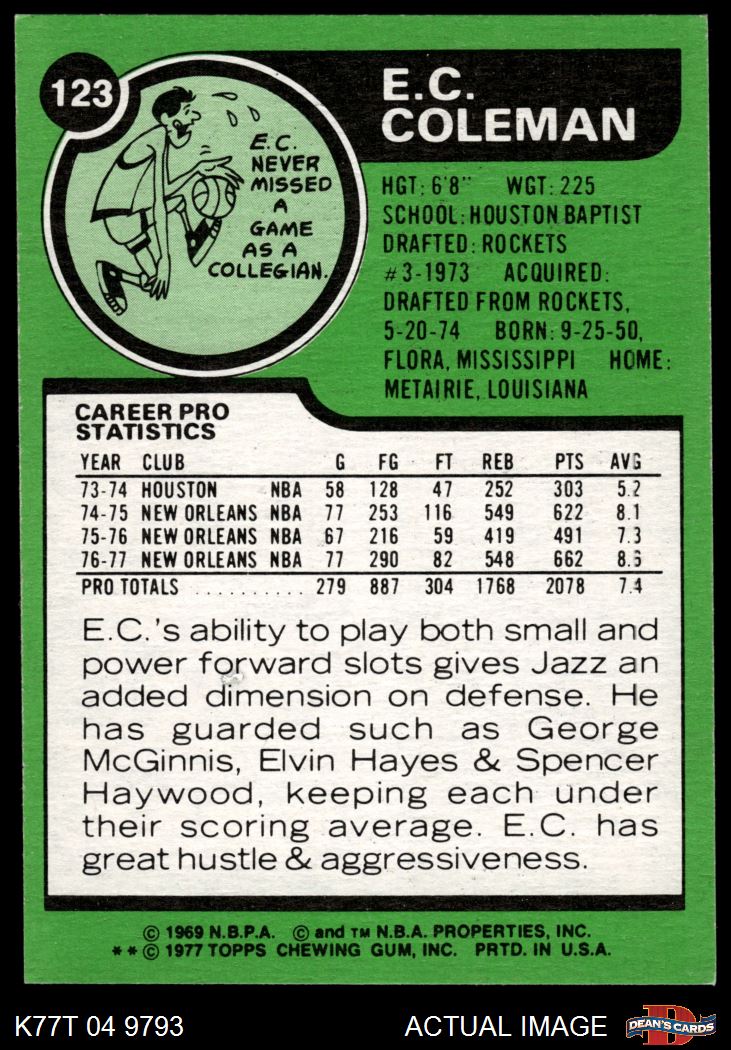 123
E.C.
COLEMAN
E.C.
NEVER
MISSED
A
GAME
AS A
COLLEGIAN.
HGT: 6'8" WGT: 225
SCHOOL: HOUSTON BAPTIST
DRAFTED: ROCKETS
#3-1973 ACQUIRED:
DRAFTED FROM ROCKETS,
5-20-74 BORN: 9-25-50,
FLORA, MISSISSIPPI HOME:
METAIRIE, LOUISIANA
CAREER PRO
STATISTICS
YEAR CLUB G FG FT REB PTS AVG
73-74 HOUSTON NBA 58 128 47 252 303 5.2
74-75 NEW ORLEANS NBA 77 253 116 549 622 8.1
75-76 NEW ORLEANS NBA 67 216 59 419 491 7.3
76-77 NEW ORLEANS NBA 77 290 82 548 662 8.6
PRO TOTALS .......... 279 887 304 1768 2078 7.4
E.C.'s ability to play both small and
power forward slots gives Jazz an
added dimension on defense. He
has guarded such as George
McGinnis, Elvin Hayes & Spencer
Haywood, keeping each under
their scoring average. E.C. has
great hustle & aggressiveness.
© 1969 N.B.P.A. © and TM N.B.A. PROPERTIES, INC.
**© 1977 TOPPS CHEWING GUM, INC. PRTD. IN U.S.A.
K77T 04 9793 ACTUAL IMAGE D DEAN'S CARDS